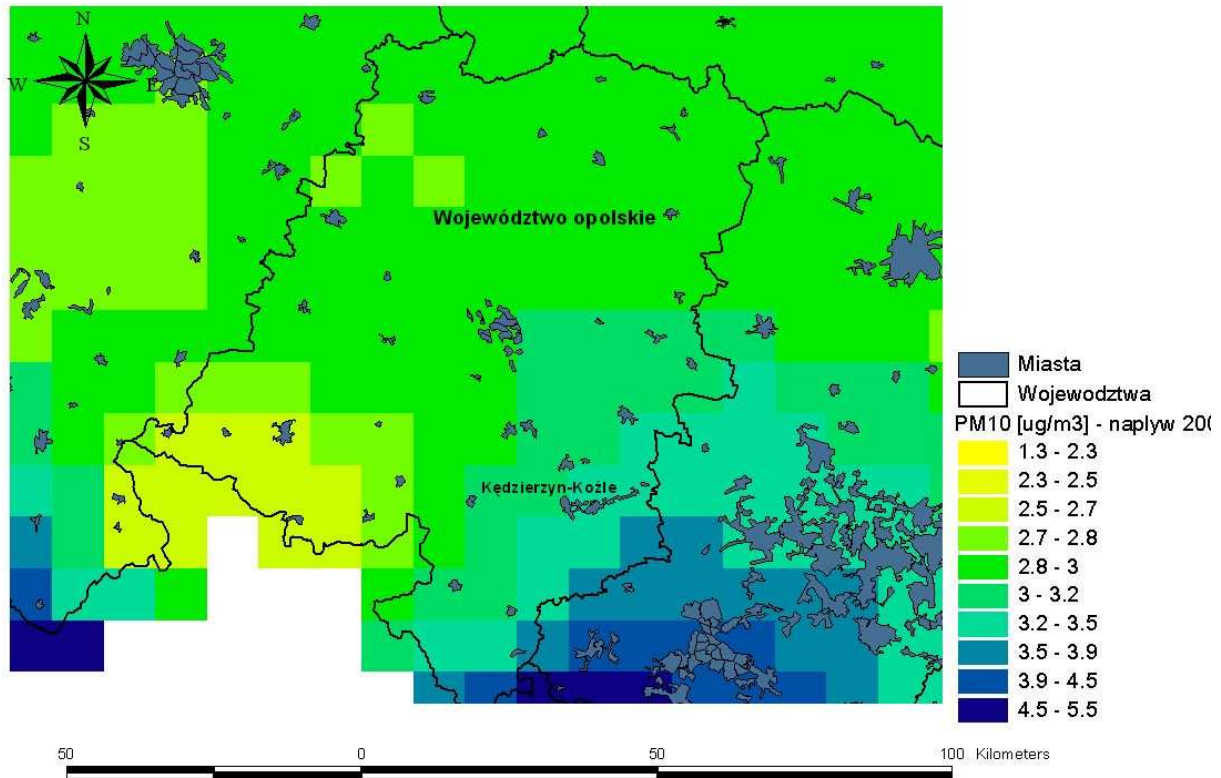 N
W E
S
Województwo opolskie
Kędzierzyn-Koźle
Miasta
Wojewodztwa
PM10 [ug/m3] - naplyw 200
1.3 - 2.3
2.3 - 2.5
2.5 - 2.7
2.7 - 2.8
2.8 - 3
3 - 3.2
3.2 - 3.5
3.5 - 3.9
3.9 - 4.5
4.5 - 5.5
50 0 50 100 Kilometers